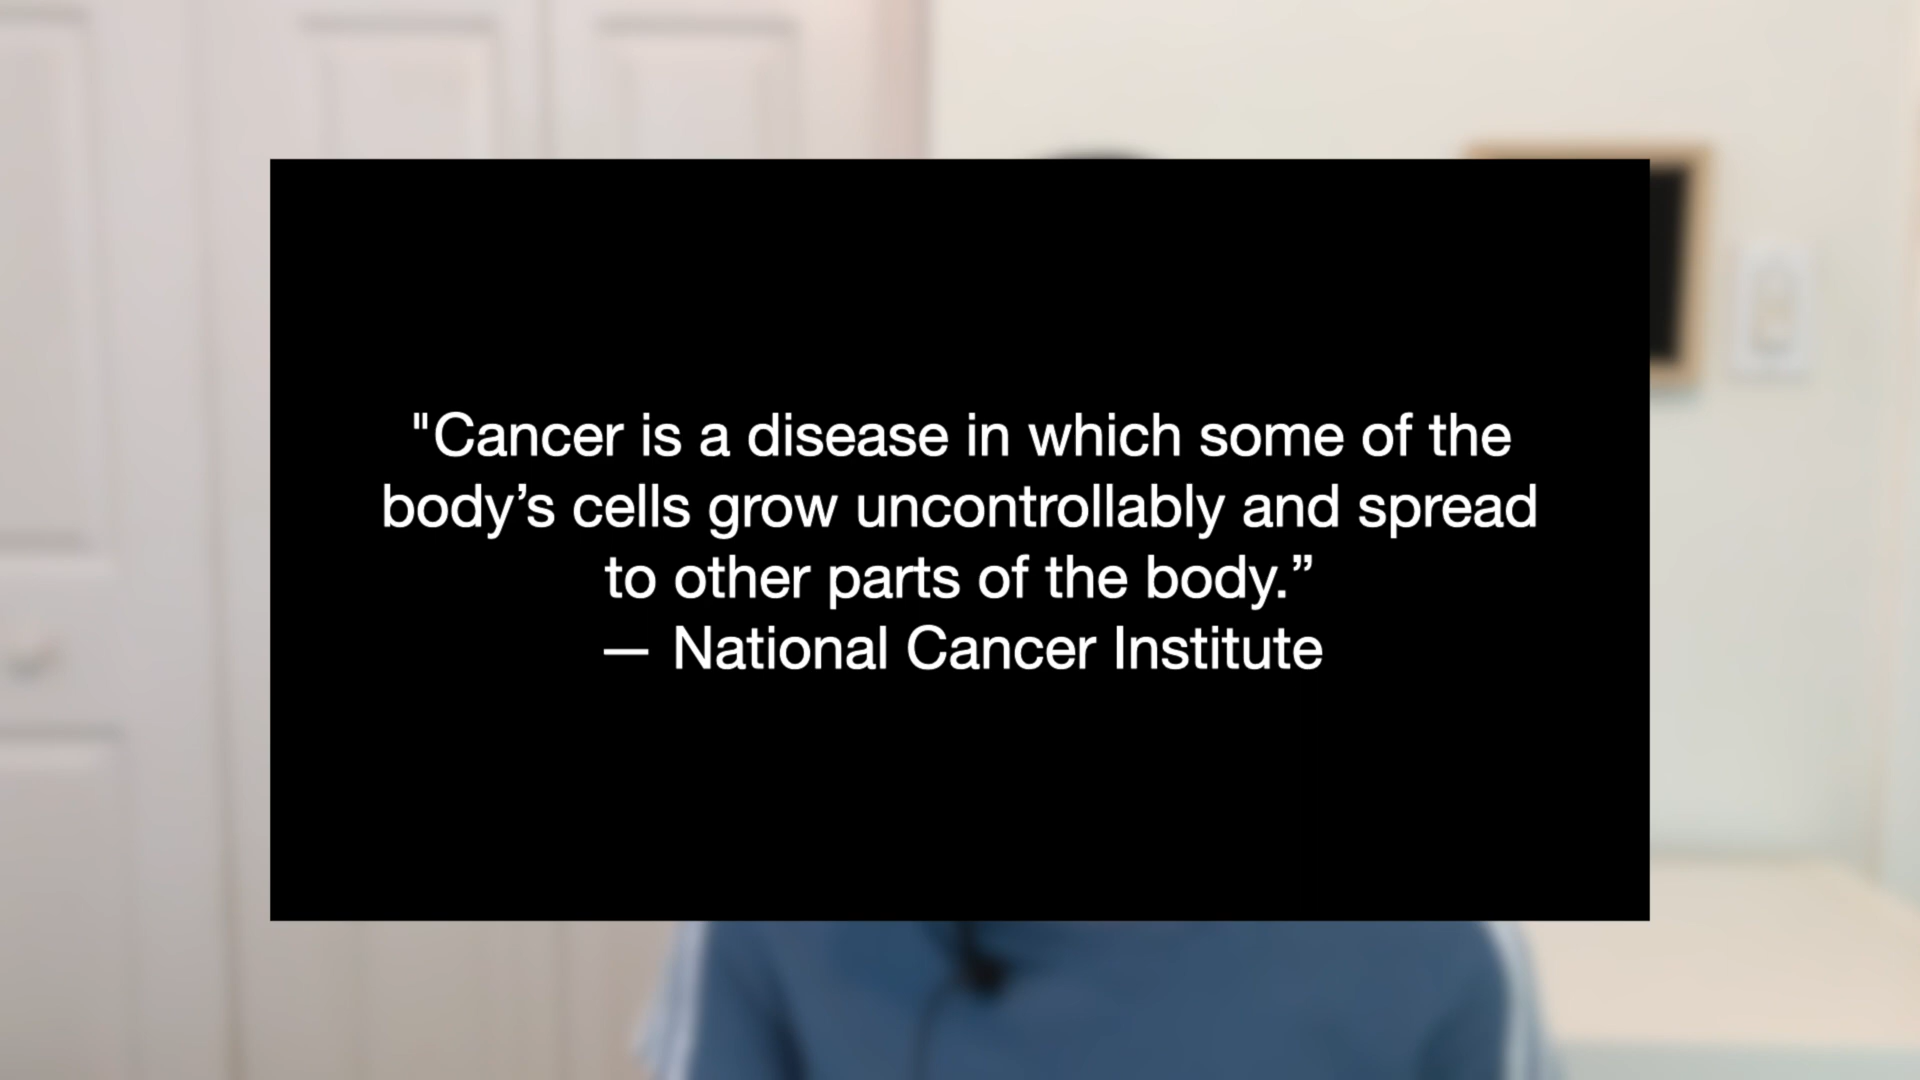 "Cancer is a disease in which some of the
body’s cells grow uncontrollably and spread
to other parts of the body.”
— National Cancer Institute